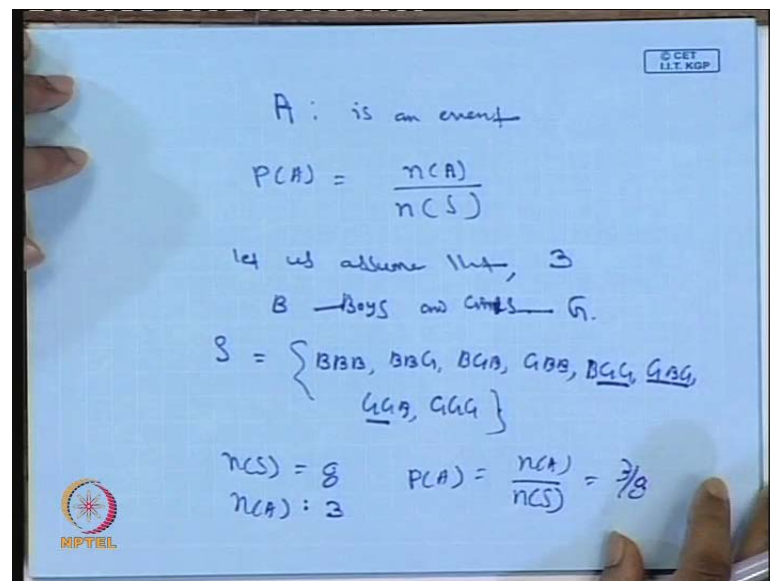 © CET
I.I.T. KGP
A : is an event
P(A) = n(A) / n(S)
let us assume that, 3
B — Boys and Girls — G.
S = { BBB, BBG, BGB, GBB, BGG, GBG,
GGB, GGG }
n(S) = 8 P(A) = n(A) / n(S) = 3/8
n(A) : 3
NPTEL